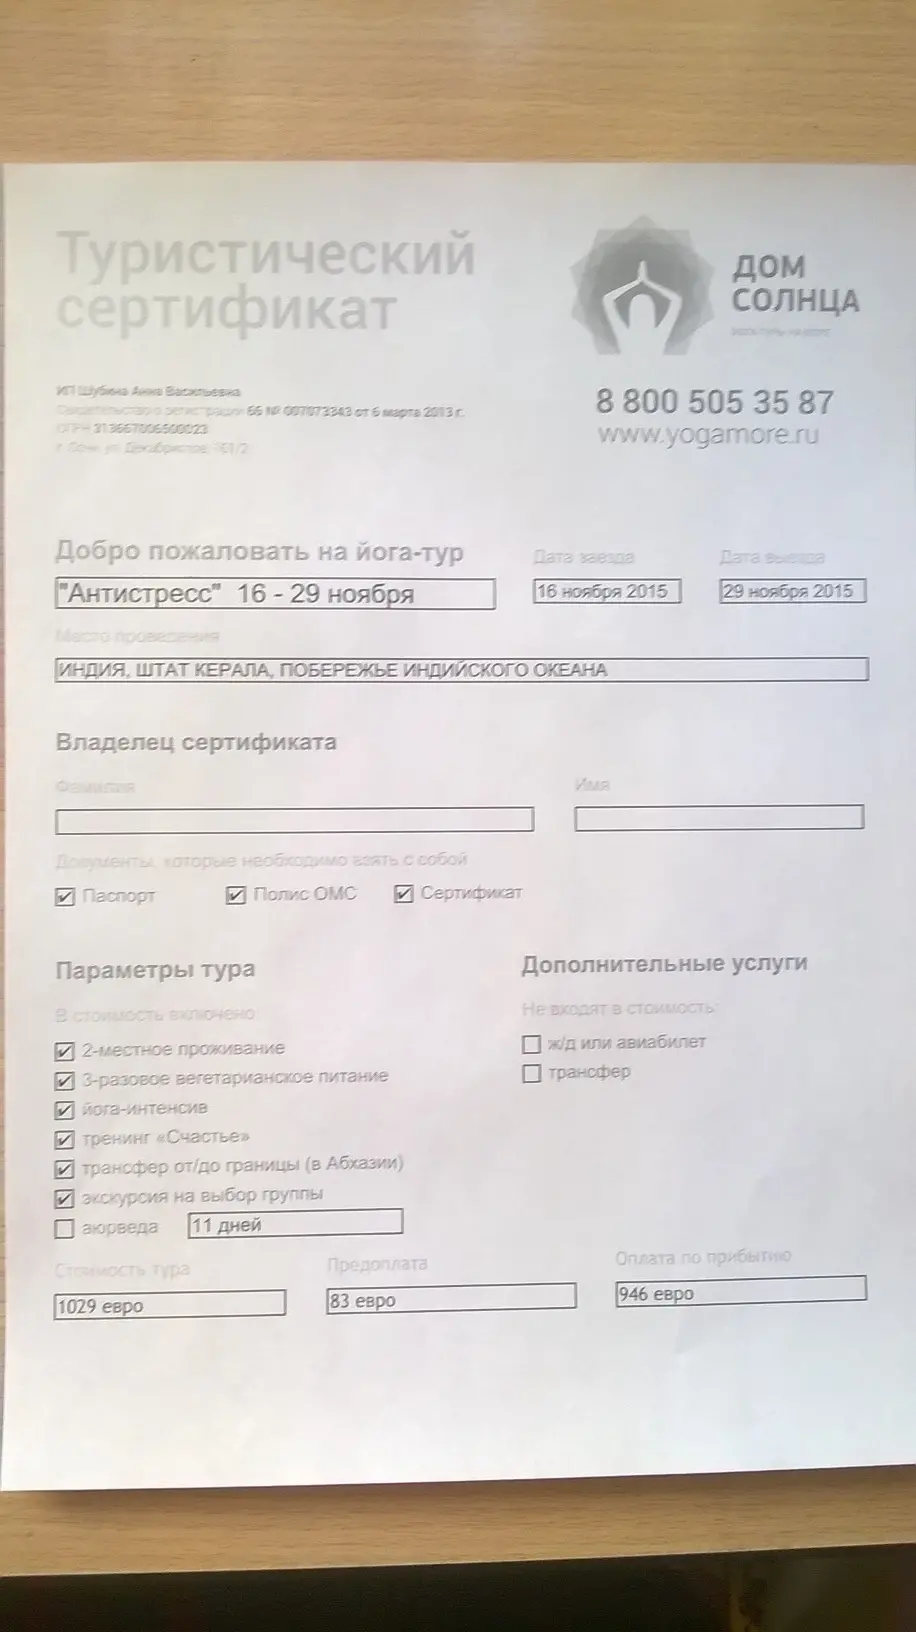 Туристический
сертификат
ДОМ
СОЛНЦА
ИП Шубина Анна Васильевна
Свидетельство о регистрации 66 № 007073343 от 6 марта 2013 г.
ОГРН 313667006500023
г. Сочи, ул. Декабристов, 161/2
8 800 505 35 87
www.yogamore.ru
Добро пожаловать на йога-тур
Дата заезда
Дата выезда
"Антистресс" 16 - 29 ноября
16 ноября 2015
29 ноября 2015
Место проведения
ИНДИЯ, ШТАТ КЕРАЛА, ПОБЕРЕЖЬЕ ИНДИЙСКОГО ОКЕАНА
Владелец сертификата
Фамилия
Имя
Документы, которые необходимо взять с собой
Паспорт
Полис ОМС
Сертификат
Параметры тура
В стоимость включено:
2-местное проживание
3-разовое вегетарианское питание
йога-интенсив
тренинг «Счастье»
трансфер от/до границы (в Абхазии)
экскурсия на выбор группы
аюрведа
11 дней
Дополнительные услуги
Не входят в стоимость:
ж/д или авиабилет
трансфер
Стоимость тура
Предоплата
Оплата по прибытию
1029 евро
83 евро
946 евро